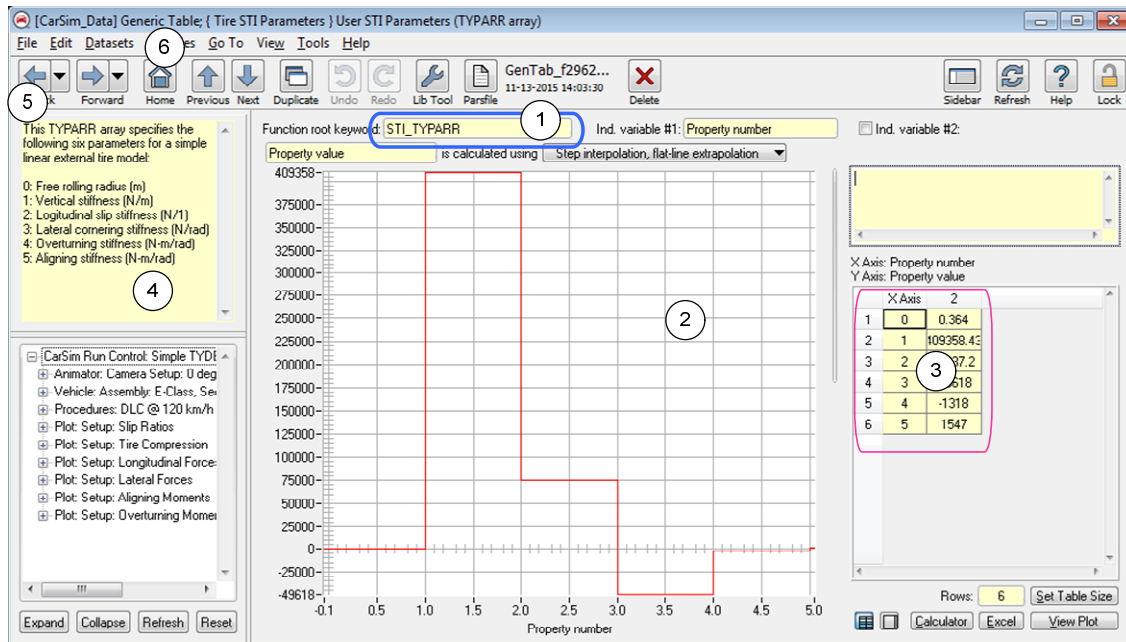 [CarSim_Data] Generic Table; { Tire STI Parameters } User STI Parameters (TYPARR array)
File Edit Datasets Go To View Tools Help
6
GenTab_f2962...
11-13-2015 14:03:30
Forward Home Previous Next Duplicate Undo Redo Lib Tool Parsfile Delete Sidebar Refresh Help Lock
5
This TYPARR array specifies the
following six parameters for a simple
linear external tire model:
0: Free rolling radius (m)
1: Vertical stiffness (N/m)
2: Logitudinal slip stiffness (N/1)
3: Lateral cornering stiffness (N/rad)
4: Overturning stiffness (N-m/rad)
5: Aligning stiffness (N-m/rad)
4
CarSim Run Control: Simple TYDE
Animator: Camera Setup: 0 deg
Vehicle: Assembly: E-Class, Se
Procedures: DLC @ 120 km/h
Plot: Setup: Slip Ratios
Plot: Setup: Tire Compression
Plot: Setup: Longitudinal Force
Plot: Setup: Lateral Forces
Plot: Setup: Aligning Moments
Plot: Setup: Overturning Mome
Expand Collapse Refresh Reset
Function root keyword: STI_TYPARR 1 Ind. variable #1: Property number Ind. variable #2:
Property value is calculated using Step interpolation, flat-line extrapolation
409358
375000
350000
325000
300000
275000
250000
225000
200000
175000
150000
125000
100000
75000
50000
25000
0
-25000
-49618
2
-0.1 0.5 1.0 1.5 2.0 2.5 3.0 3.5 4.0 4.5 5.0
Property number
X Axis: Property number
Y Axis: Property value
X Axis 2
1 0 0.364
2 1 409358.43
3 2 37.2
4 3 618
5 4 -1318
6 5 1547
3
Rows: 6 Set Table Size
Calculator Excel View Plot